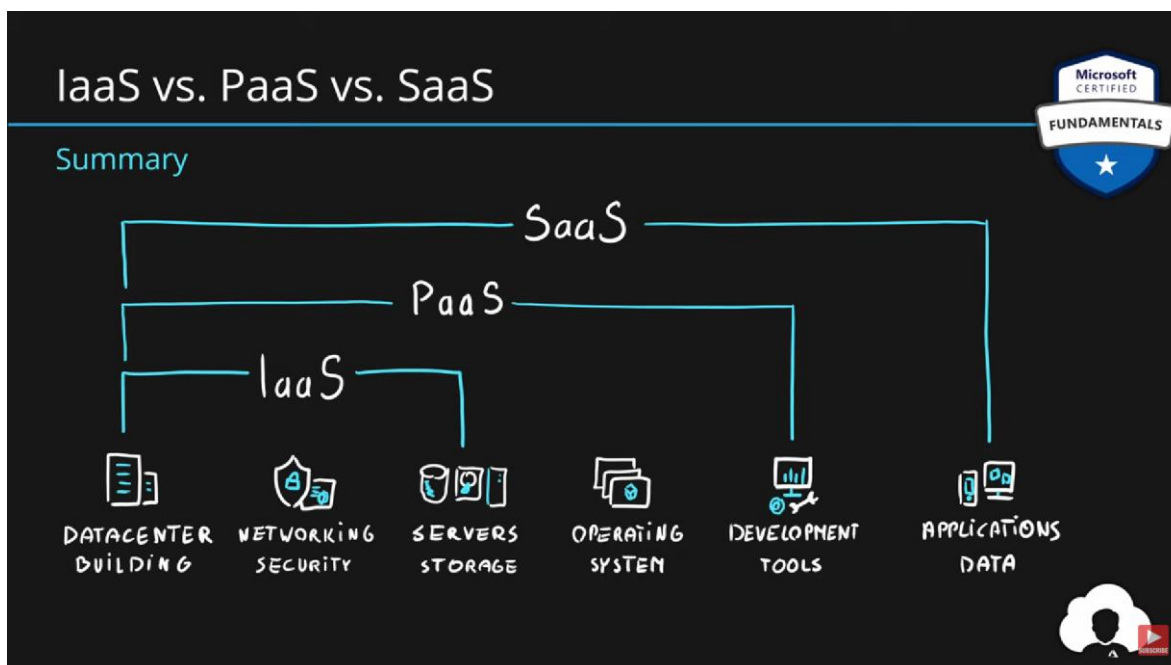 IaaS vs. PaaS vs. SaaS
Microsoft
CERTIFIED
FUNDAMENTALS
Summary
SaaS
PaaS
IaaS
DATACENTER
BUILDING
NETWORKING
SECURITY
SERVERS
STORAGE
OPERATING
SYSTEM
DEVELOPMENT
TOOLS
APPLICATIONS
DATA
SUBSCRIBE